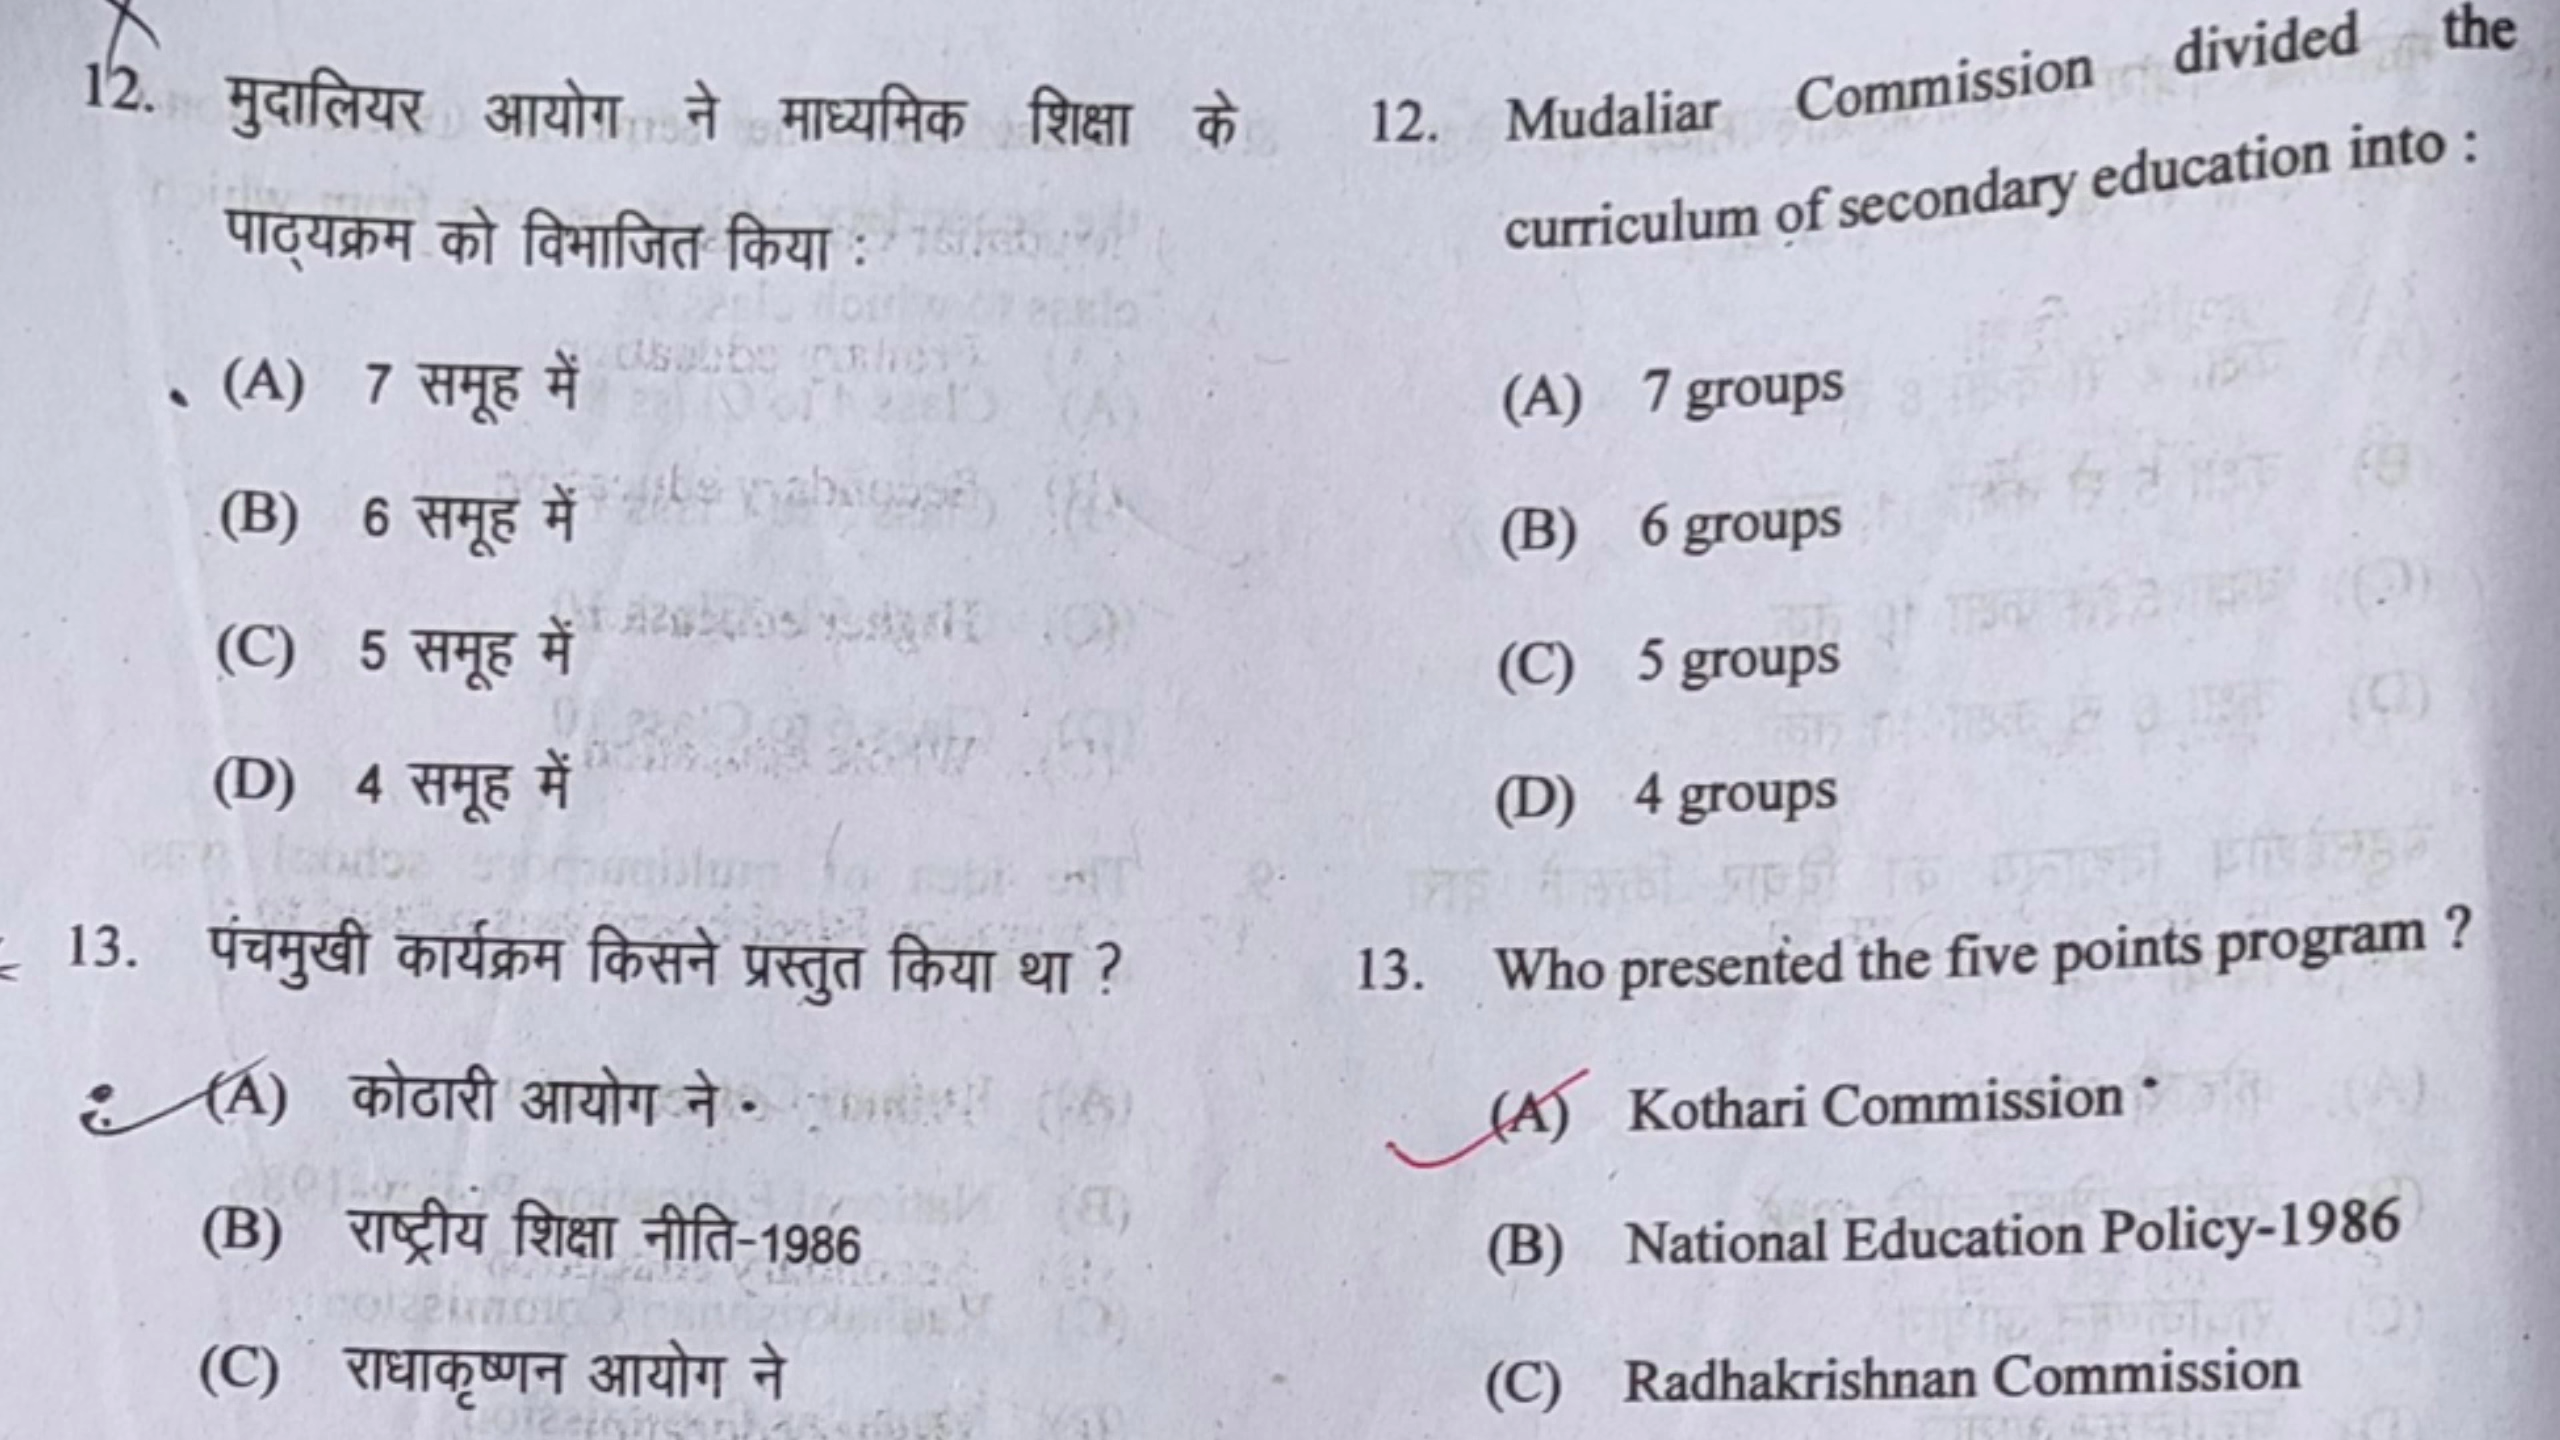 12. मुदालियर आयोग ने माध्यमिक शिक्षा के
पाठ्यक्रम को विभाजित किया :
(A) 7 समूह में
(B) 6 समूह में
(C) 5 समूह में
(D) 4 समूह में
13. पंचमुखी कार्यक्रम किसने प्रस्तुत किया था ?
(A) कोठारी आयोग ने
(B) राष्ट्रीय शिक्षा नीति-1986
(C) राधाकृष्णन आयोग ने
12. Mudaliar Commission divided the
curriculum of secondary education into :
(A) 7 groups
(B) 6 groups
(C) 5 groups
(D) 4 groups
13. Who presented the five points program ?
(A) Kothari Commission
(B) National Education Policy-1986
(C) Radhakrishnan Commission